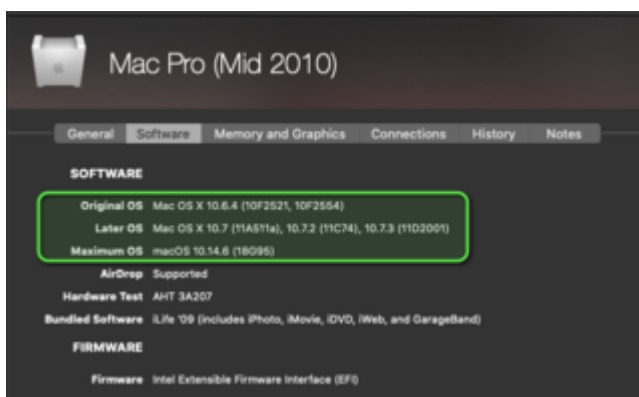 Mac Pro (Mid 2010)
General Software Memory and Graphics Connections History Notes
SOFTWARE
Original OS Mac OS X 10.6.4 (10F2521, 10F2554)
Later OS Mac OS X 10.7 (11A511a), 10.7.2 (11C74), 10.7.3 (11D2001)
Maximum OS macOS 10.14.6 (18G95)
AirDrop Supported
Hardware Test AHT 3A207
Bundled Software iLife '09 (includes iPhoto, iMovie, iDVD, iWeb, and GarageBand)
FIRMWARE
Firmware Intel Extensible Firmware Interface (EFI)